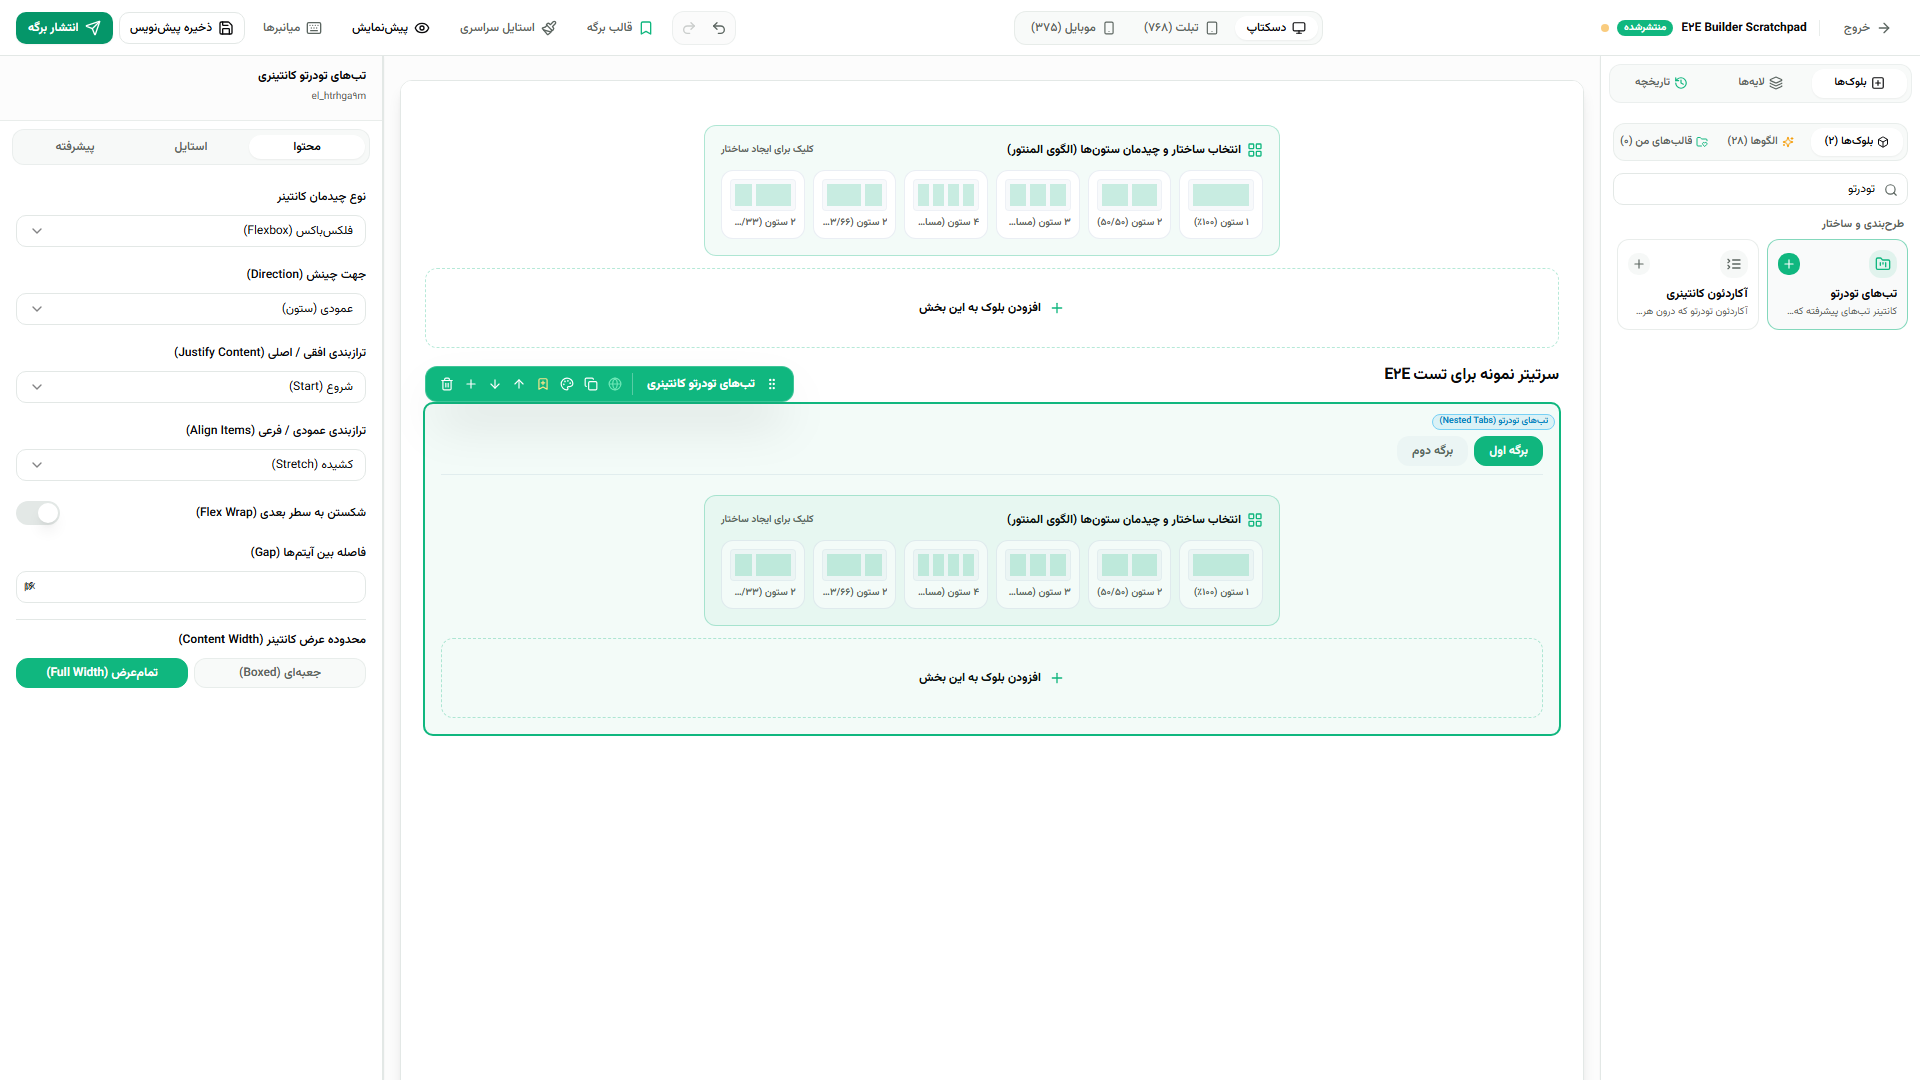 خروج
E۲E Builder Scratchpad
منتشرشده
دسکتاپ
تبلت (۷۶۸)
موبایل (۳۷۵)
قالب برگه
استایل سراسری
پیش‌نمایش
میانبرها
ذخیره پیش‌نویس
انتشار برگه
بلوک‌ها
لایه‌ها
تاریخچه
بلوک‌ها (۲)
الگوها (۲۸)
قالب‌های من (۰)
تودرتو
طرح‌بندی و ساختار
تب‌های تودرتو
کانتینر تب‌های پیشرفته که...
آکاردئون کانتینری
آکاردئون تودرتو که درون هر...
انتخاب ساختار و چیدمان ستون‌ها (الگوی المنتور)
کلیک برای ایجاد ساختار
۱ ستون (۱۰۰٪)
۲ ستون (۵۰/۵۰)
۳ ستون (مسا...
۴ ستون (مسا...
۲ ستون (۳/۶۶...
۲ ستون (۳۳/...
افزودن بلوک به این بخش
سرتیتر نمونه برای تست E۲E
تب‌های تودرتو کانتینری
تب‌های تودرتو (Nested Tabs)
برگه اول
برگه دوم
انتخاب ساختار و چیدمان ستون‌ها (الگوی المنتور)
کلیک برای ایجاد ساختار
۱ ستون (۱۰۰٪)
۲ ستون (۵۰/۵۰)
۳ ستون (مسا...
۴ ستون (مسا...
۲ ستون (۳/۶۶...
۲ ستون (۳۳/...
افزودن بلوک به این بخش
تب‌های تودرتو کانتینری
el_htrhga۹m
محتوا
استایل
پیشرفته
نوع چیدمان کانتینر
فلکس‌باکس (Flexbox)
جهت چینش (Direction)
عمودی (ستون)
ترازبندی افقی / اصلی (Justify Content)
شروع (Start)
ترازبندی عمودی / فرعی (Align Items)
کشیده (Stretch)
شکستن به سطر بعدی (Flex Wrap)
فاصله بین آیتم‌ها (Gap)
محدوده عرض کانتینر (Content Width)
جعبه‌ای (Boxed)
تمام‌عرض (Full Width)